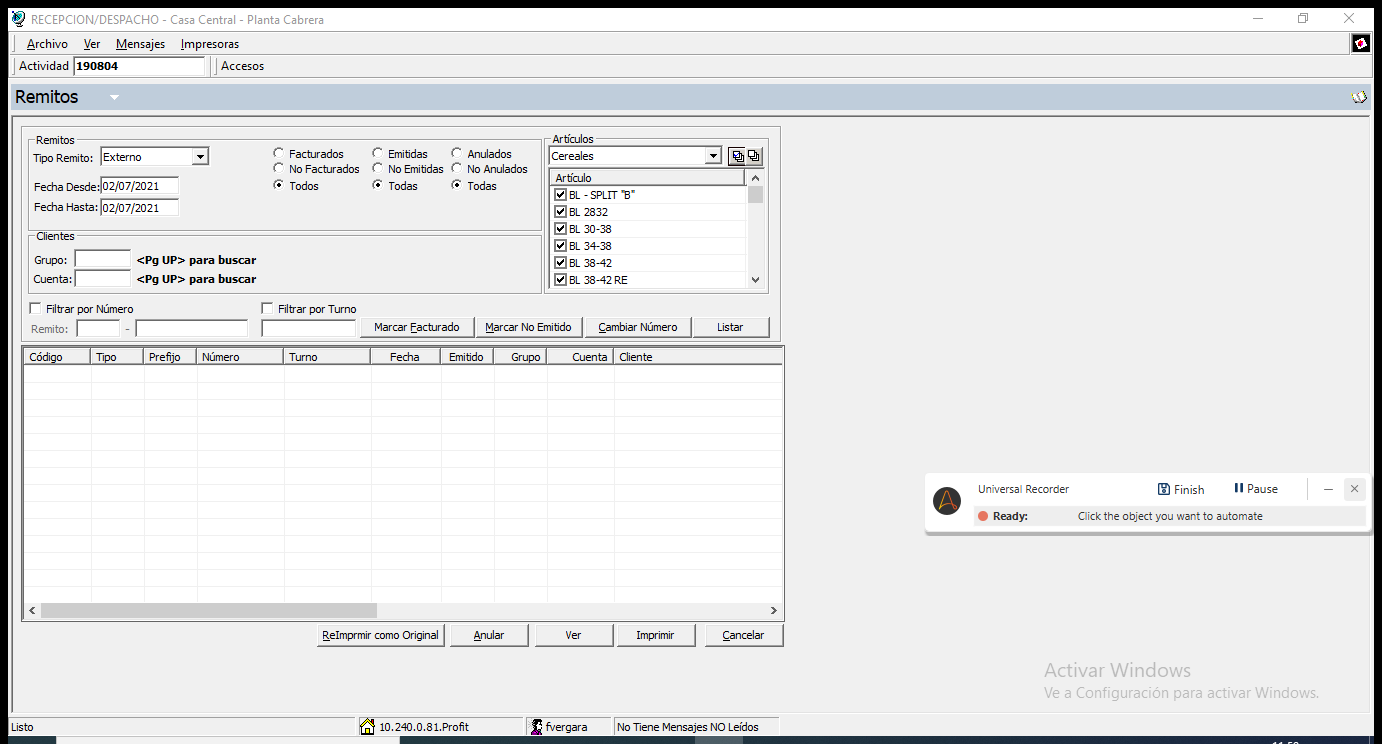 RECEPCION/DESPACHO - Casa Central - Planta Cabrera
Archivo Ver Mensajes Impresoras
Actividad 190804 Accesos
Remitos
Remitos
Tipo Remito: Externo
Fecha Desde: 02/07/2021
Fecha Hasta: 02/07/2021
Facturados Emitidas Anulados
No Facturados No Emitidas No Anulados
Todos Todas Todas
Artículos
Cereales
Artículo
BL - SPLIT "B"
BL 2832
BL 30-38
BL 34-38
BL 38-42
BL 38-42 RE
Clientes
Grupo: <Pg UP> para buscar
Cuenta: <Pg UP> para buscar
Filtrar por Número Filtrar por Turno
Remito: - Marcar Facturado Marcar No Emitido Cambiar Número Listar
Código Tipo Prefijo Número Turno Fecha Emitido Grupo Cuenta Cliente
ReImprmir como Original Anular Ver Imprimir Cancelar
Universal Recorder Finish Pause
Ready: Click the object you want to automate
Activar Windows
Ve a Configuración para activar Windows.
Listo 10.240.0.81.Profit fvergara No Tiene Mensajes NO Leídos